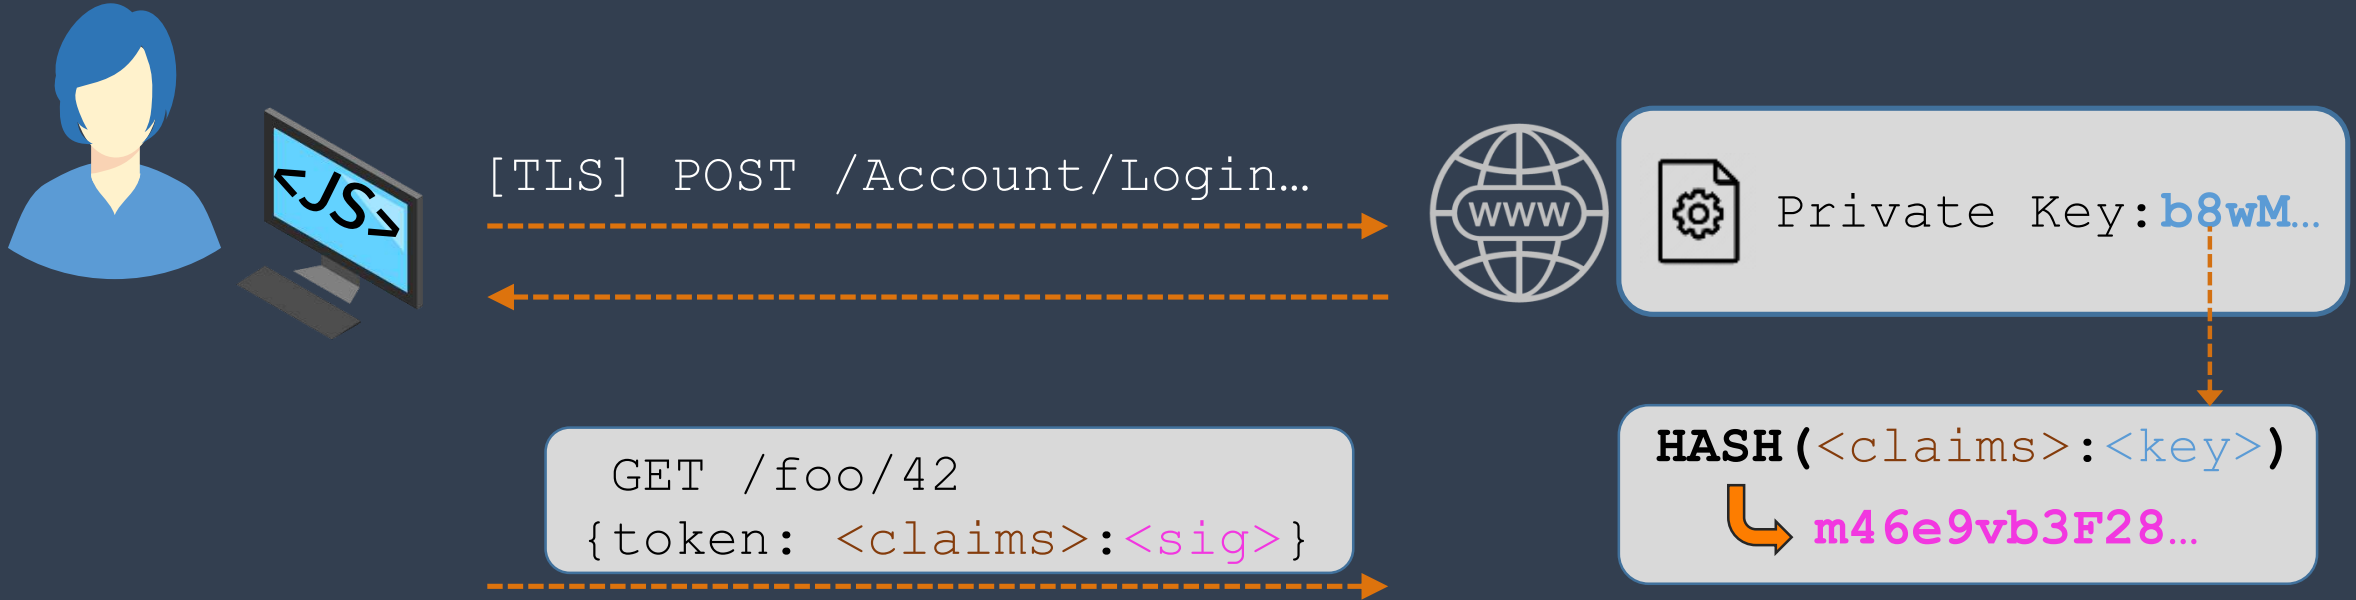 <JS>
[TLS] POST /Account/Login…
WWW
Private Key:b8wM…
GET /foo/42
{token: <claims>:<sig>}
HASH(<claims>:<key>)
m46e9vb3F28…